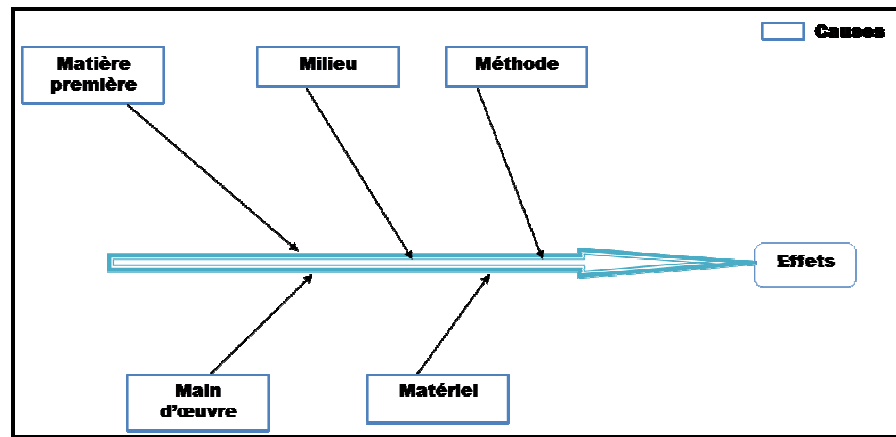 Causes
Matière
première
Milieu
Méthode
Effets
Main
d'œuvre
Matériel